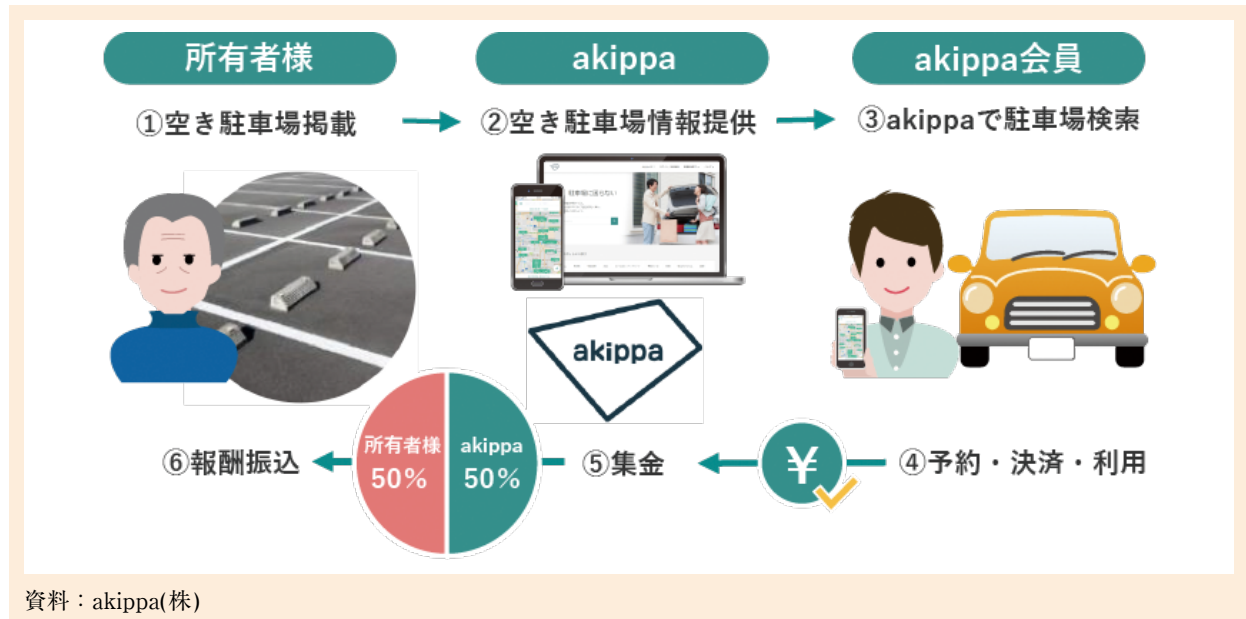 所有者様
akippa
akippa会員
①空き駐車場掲載
②空き駐車場情報提供
③akippaで駐車場検索
akippa
所有者様
50%
akippa
50%
⑥報酬振込
⑤集金
¥
④予約・決済・利用
資料：akippa(株)